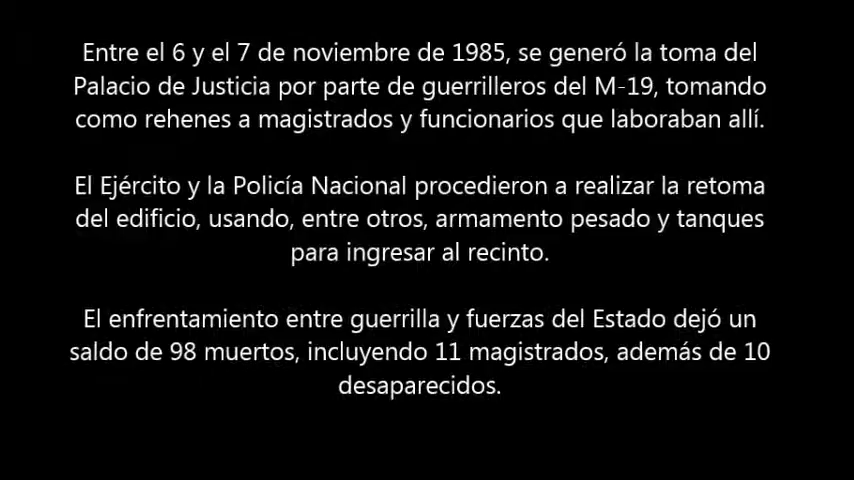 Entre el 6 y el 7 de noviembre de 1985, se generó la toma del
Palacio de Justicia por parte de guerrilleros del M-19, tomando
como rehenes a magistrados y funcionarios que laboraban allí.
El Ejército y la Policía Nacional procedieron a realizar la retoma
del edificio, usando, entre otros, armamento pesado y tanques
para ingresar al recinto.
El enfrentamiento entre guerrilla y fuerzas del Estado dejó un
saldo de 98 muertos, incluyendo 11 magistrados, además de 10
desaparecidos.